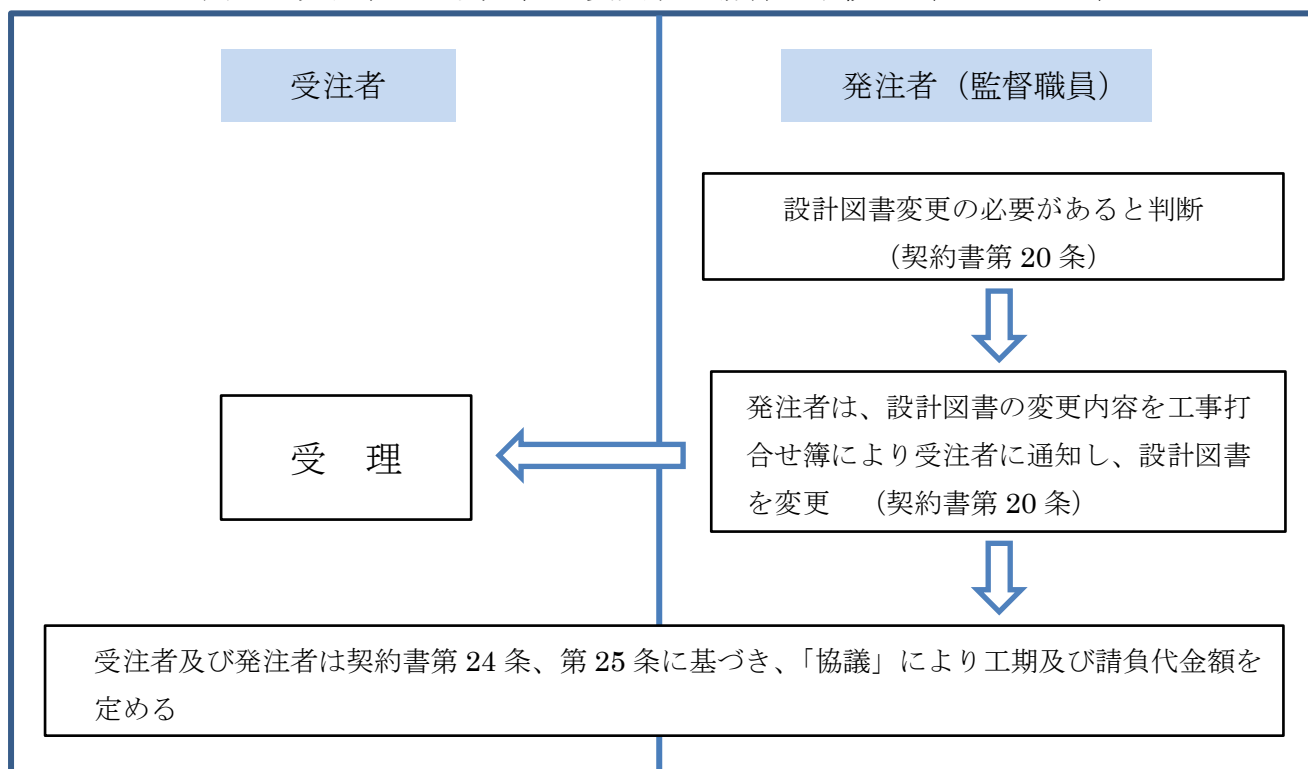 受注者
発注者（監督職員）
設計図書変更の必要があると判断
（契約書第 20 条）
発注者は、設計図書の変更内容を工事打
合せ簿により受注者に通知し、設計図書
を変更　（契約書第 20 条）
受　理
受注者及び発注者は契約書第 24 条、第 25 条に基づき、「協議」により工期及び請負代金額を
定める